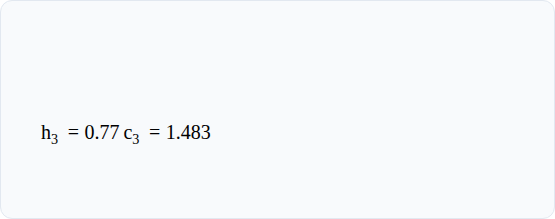 h₃ = 0.77 c₃ = 1.483